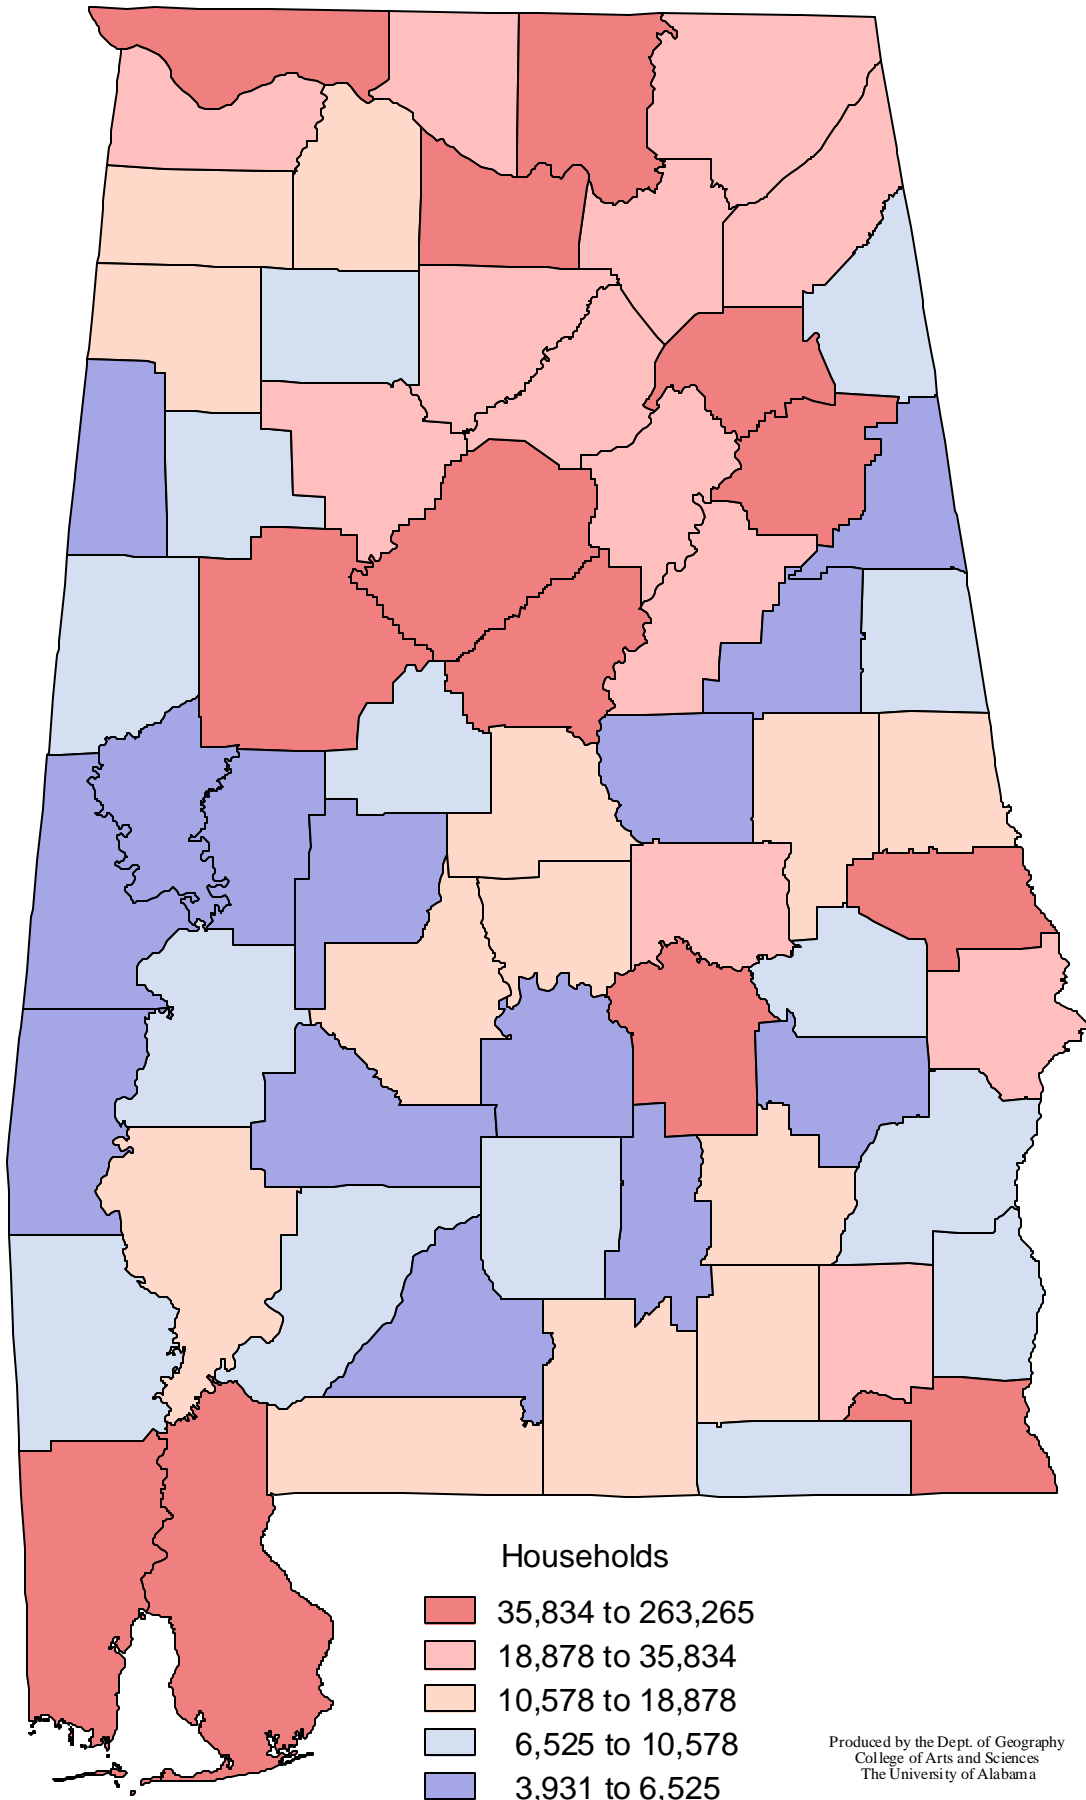 Households
35,834 to 263,265
18,878 to 35,834
10,578 to 18,878
6,525 to 10,578
3,931 to 6,525
Produced by the Dept. of Geography
College of Arts and Sciences
The University of Alabama